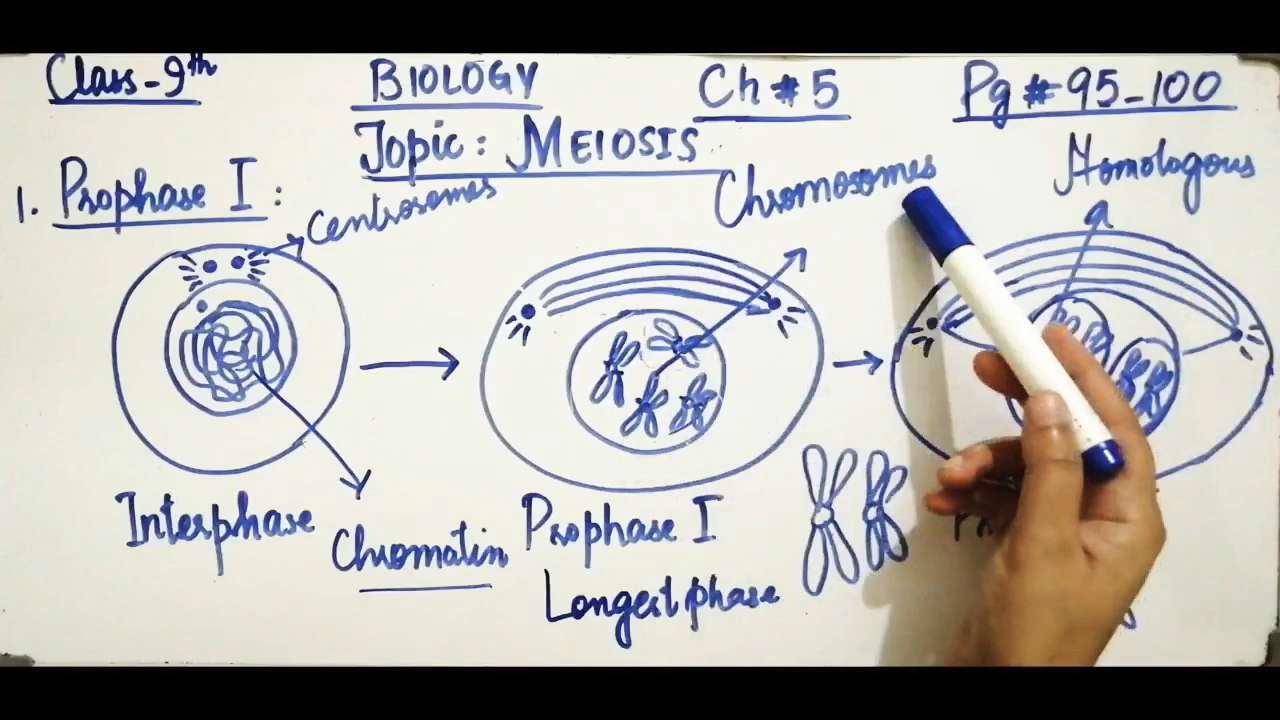 Class-9th
BIOLOGY
Ch # 5
Pg # 95-100
Topic: MEIOSIS
1. Prophase I:
Centrosomes
Chromosomes
Homologous
Interphase
Chromatin
Prophase I
Longest phase